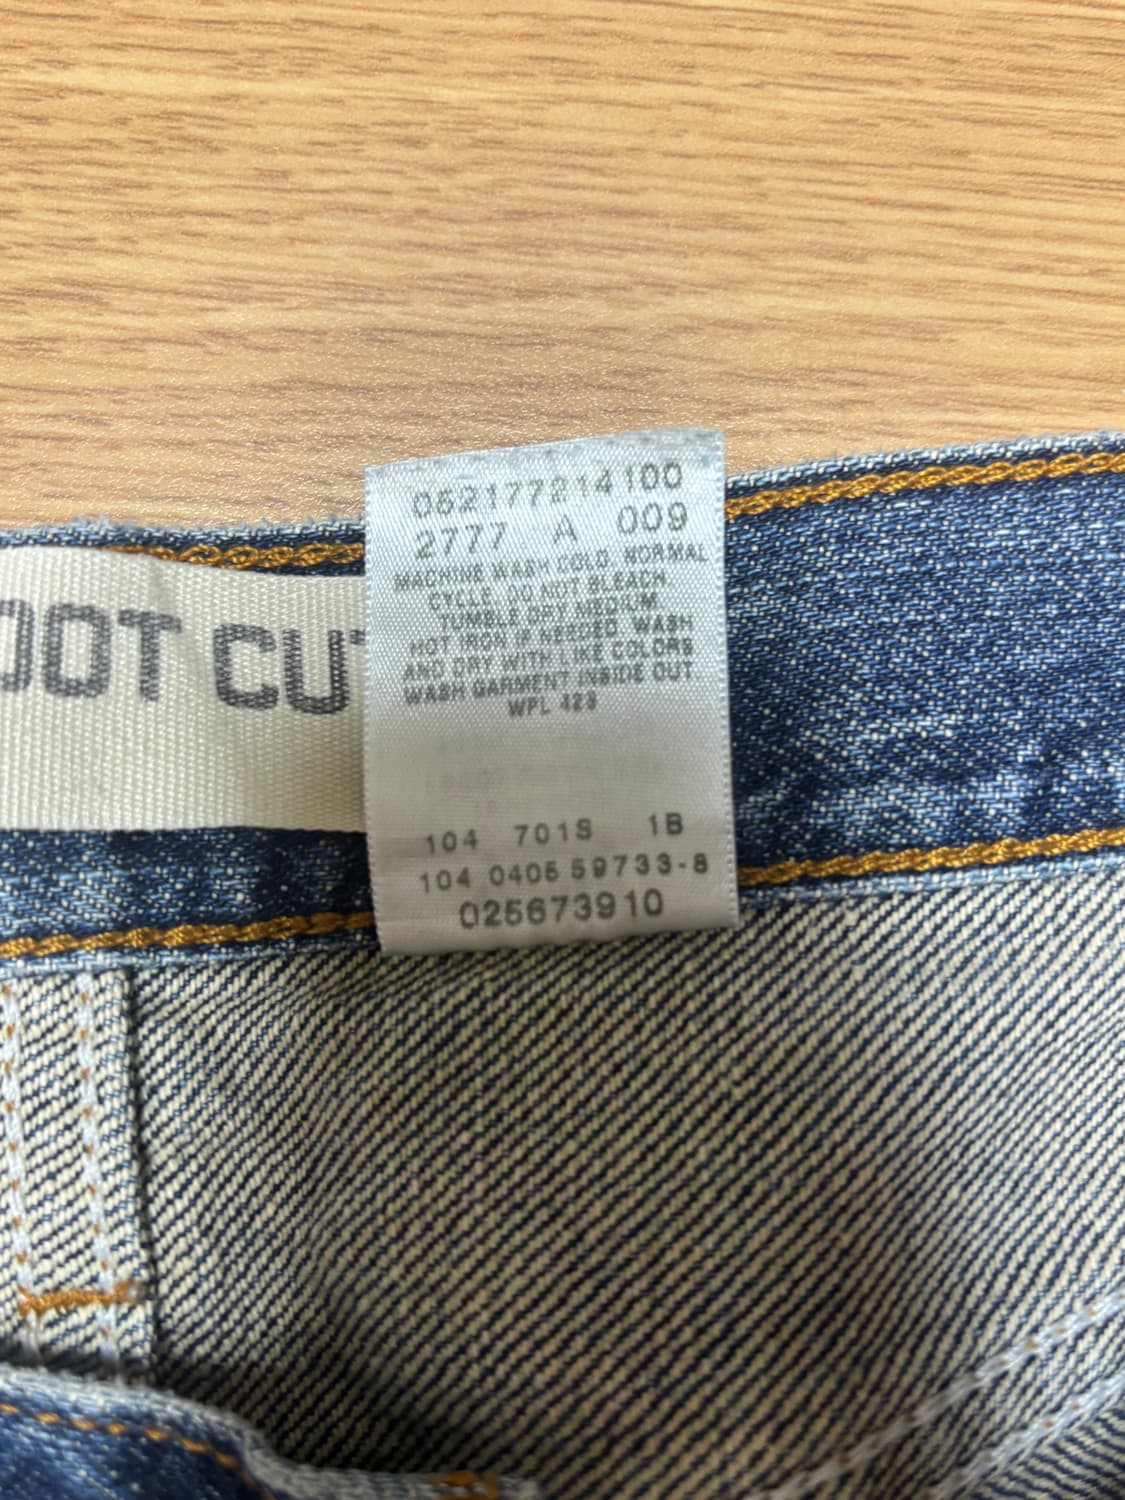 OOT CUT
052177214100
2777 A 009
MACHINE WASH COLD. NORMAL
CYCLE. DO NOT BLEACH.
TUMBLE DRY MEDIUM.
HOT IRON IF NEEDED. WASH
AND DRY WITH LIKE COLORS
WASH GARMENT INSIDE OUT
WPL 423
104 701S 1B
104 0405 59733-8
025673910